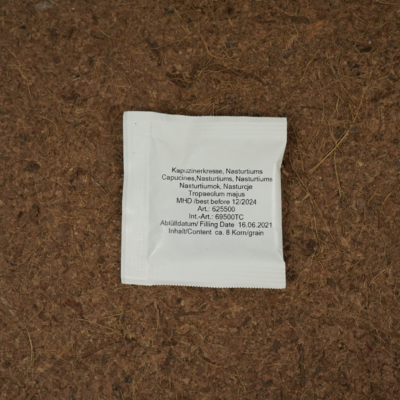 Kapuzinerkresse, Nasturtiums
Capucines,Nasturtiums, Nasturtiums
Nasturtiumok, Nasturcje
Tropaeolum majus
MHD /best before 12/2024
Art.: 625500
Int.-Art.: 69500TC
Abfülldatum/ Filling Date 16.06.2021
Inhalt/Content ca. 8 Korn/grain